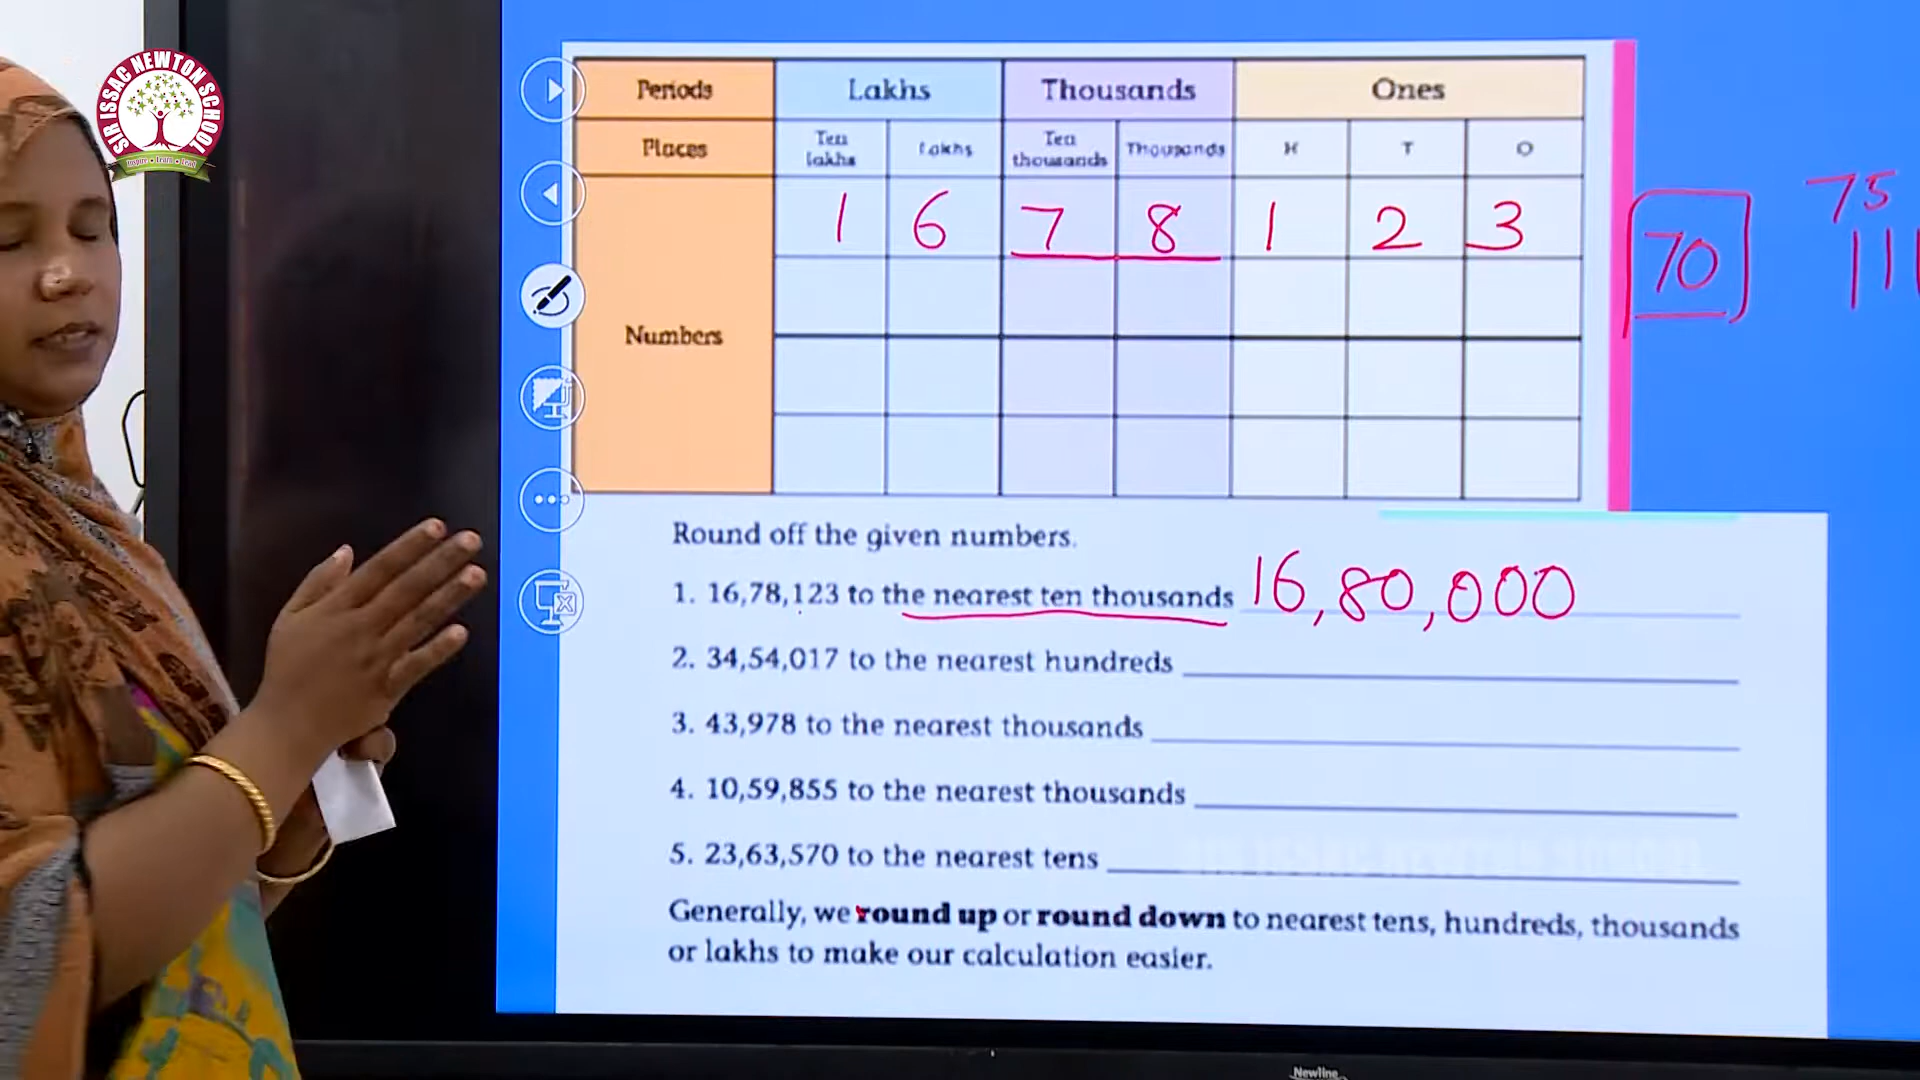 SIR ISSAC NEWTON SCHOOL
Inspire • Learn • Lead
Periods Lakhs Thousands Ones
Places Ten lakhs Lakhs Ten thousands Thousands H T O
Numbers 1 6 7 8 1 2 3
70
75
111
Round off the given numbers.
1. 16,78,123 to the nearest ten thousands 16,80,000
2. 34,54,017 to the nearest hundreds
3. 43,978 to the nearest thousands
4. 10,59,855 to the nearest thousands
5. 23,63,570 to the nearest tens
Generally, we round up or round down to nearest tens, hundreds, thousands
or lakhs to make our calculation easier.
Newline